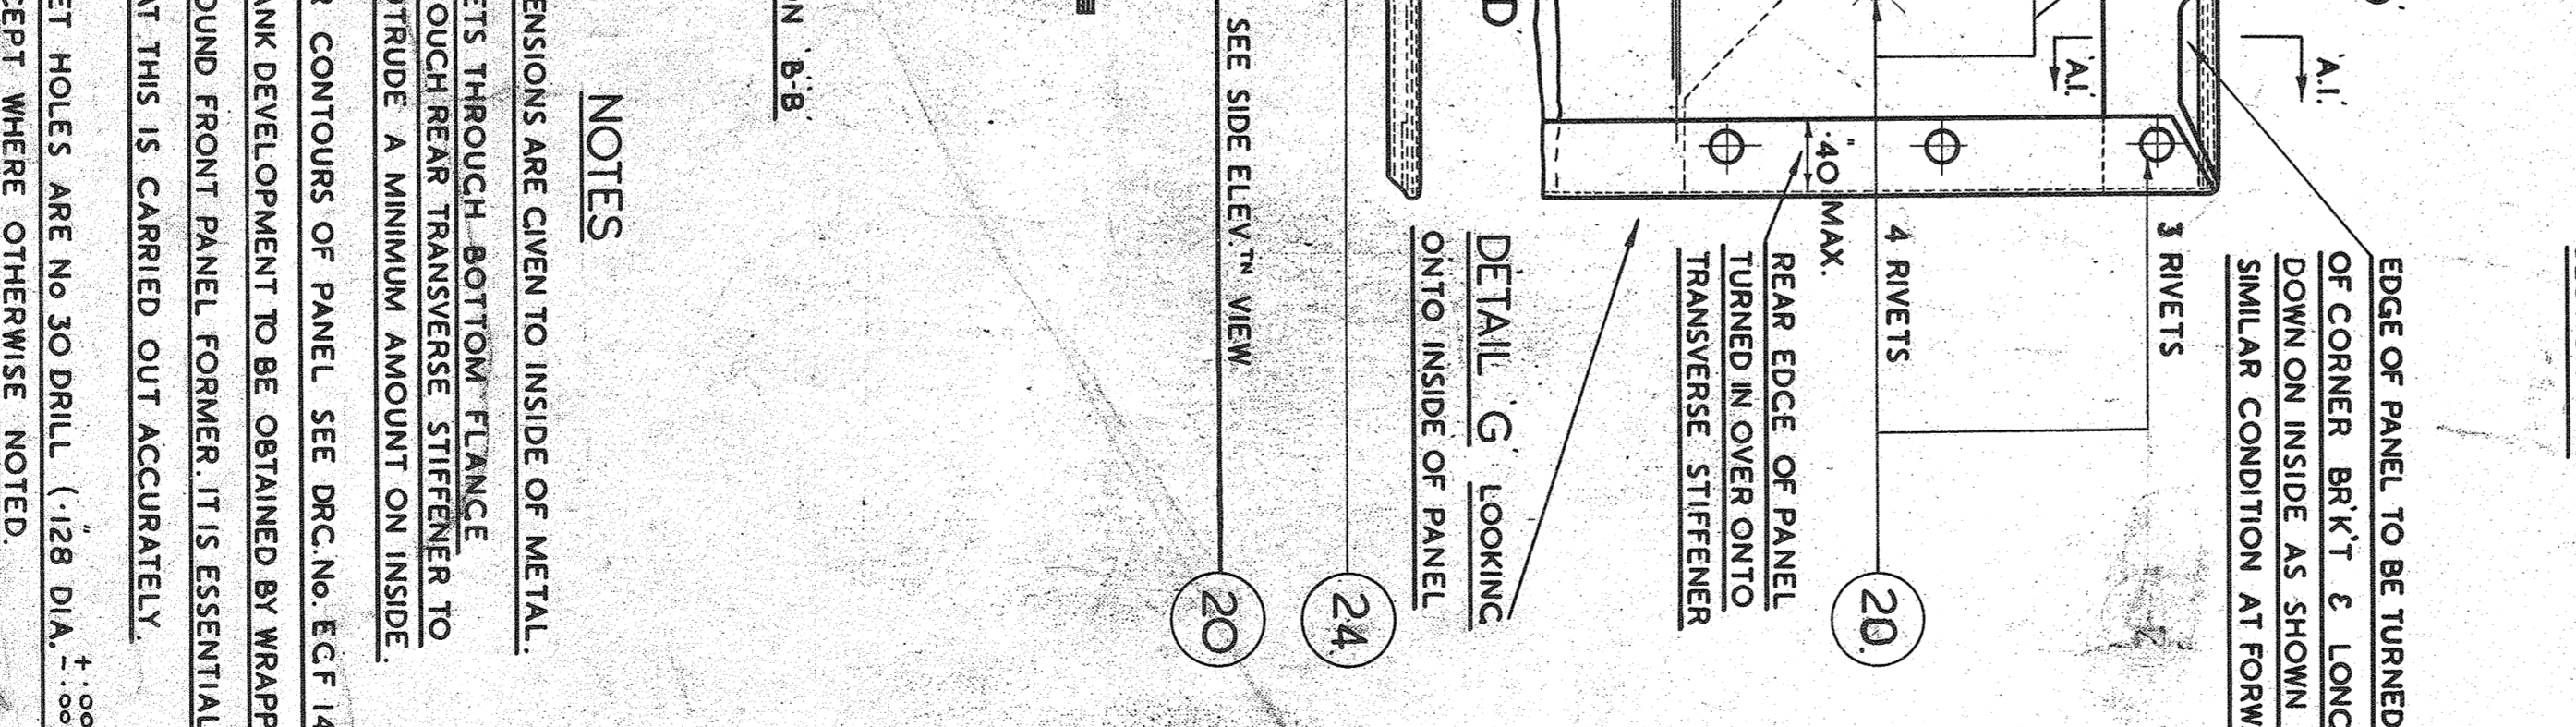 'A.I.'
'A.I.'
EDGE OF PANEL TO BE TURNED
OF CORNER BR'K'T & LONG
DOWN ON INSIDE AS SHOWN
SIMILAR CONDITION AT FORW
3 RIVETS
4 RIVETS
.40" MAX.
REAR EDGE OF PANEL
TURNED IN OVER ONTO
TRANSVERSE STIFFENER
20.
D
DETAIL 'G' LOOKING
ONTO INSIDE OF PANEL
24.
SEE SIDE ELEV.TN VIEW
20
ON 'B-B'
NOTES
ENSIONS ARE GIVEN TO INSIDE OF METAL.
ETS THROUGH BOTTOM FLANGE
OUGH REAR TRANSVERSE STIFFENER TO
OTRUDE A MINIMUM AMOUNT ON INSIDE.
R CONTOURS OF PANEL SEE DRG. No. ECF 14
ANK DEVELOPMENT TO BE OBTAINED BY WRAPP
OUND FRONT PANEL FORMER. IT IS ESSENTIAL
AT THIS IS CARRIED OUT ACCURATELY.
ET HOLES ARE No 30 DRILL (.128" DIA. +.00 -.00
CEPT WHERE OTHERWISE NOTED.